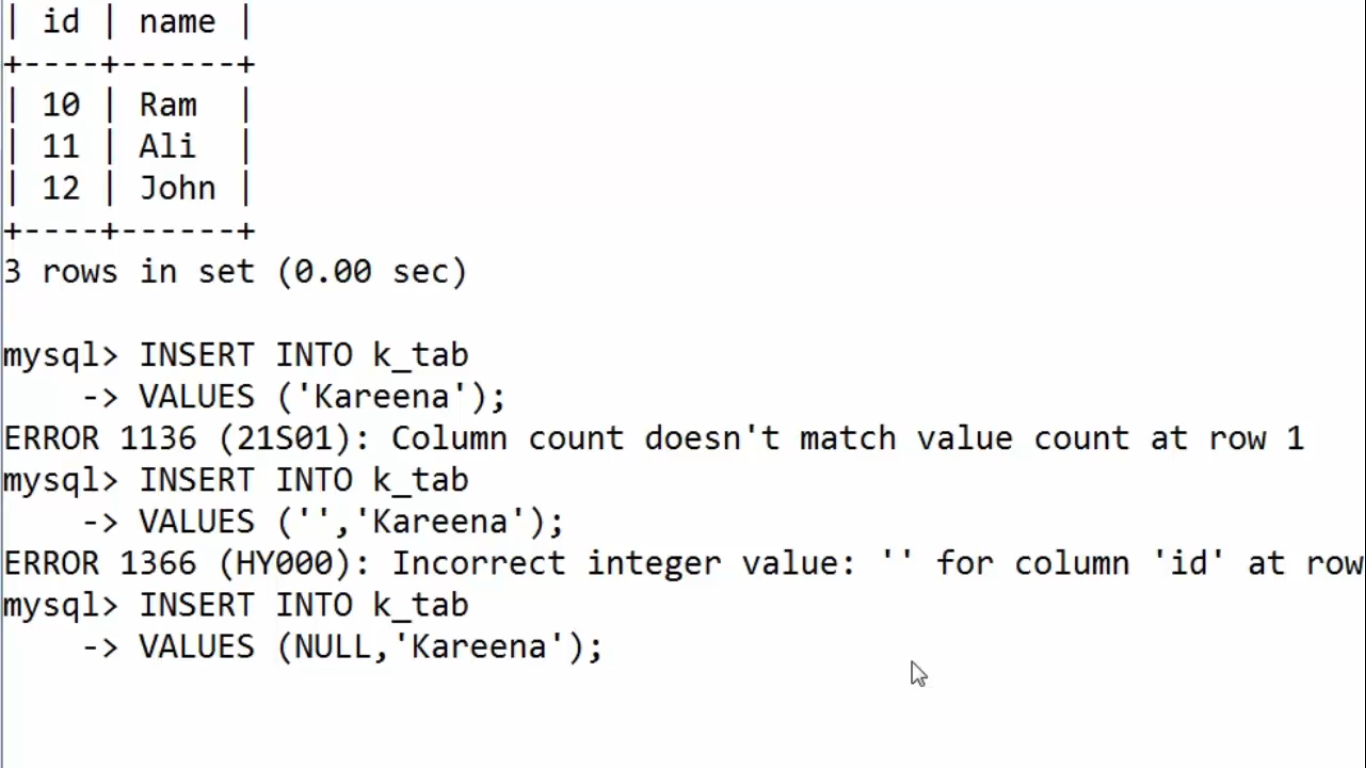 | id | name |
+----+------+
| 10 | Ram  |
| 11 | Ali  |
| 12 | John |
+----+------+
3 rows in set (0.00 sec)

mysql> INSERT INTO k_tab
    -> VALUES ('Kareena');
ERROR 1136 (21S01): Column count doesn't match value count at row 1
mysql> INSERT INTO k_tab
    -> VALUES ('','Kareena');
ERROR 1366 (HY000): Incorrect integer value: '' for column 'id' at row
mysql> INSERT INTO k_tab
    -> VALUES (NULL,'Kareena');